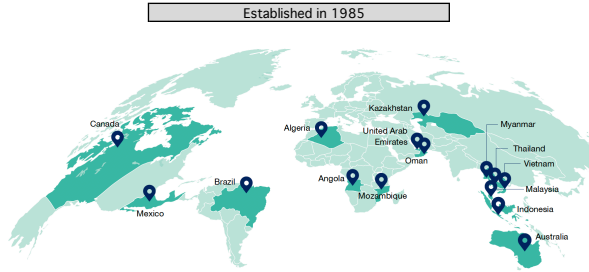 Established in 1985
Canada
Mexico
Brazil
Algeria
Angola
Kazakhstan
United Arab
Emirates
Oman
Mozambique
Myanmar
Thailand
Vietnam
Malaysia
Indonesia
Australia